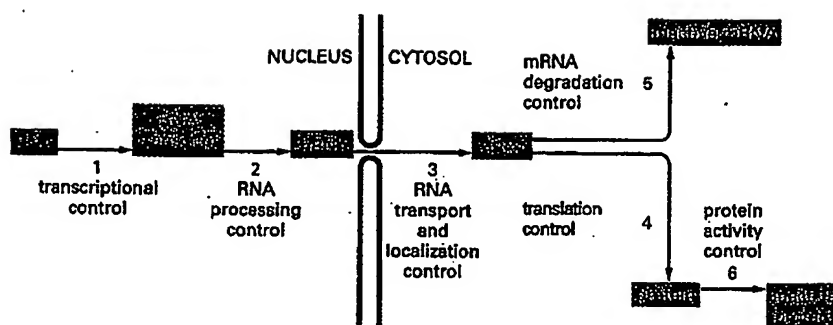 NUCLEUS
CYTOSOL
1
transcriptional
control
2
RNA
processing
control
3
RNA
transport
and
localization
control
mRNA
degradation
control
5
translation
control
4
protein
activity
control
6